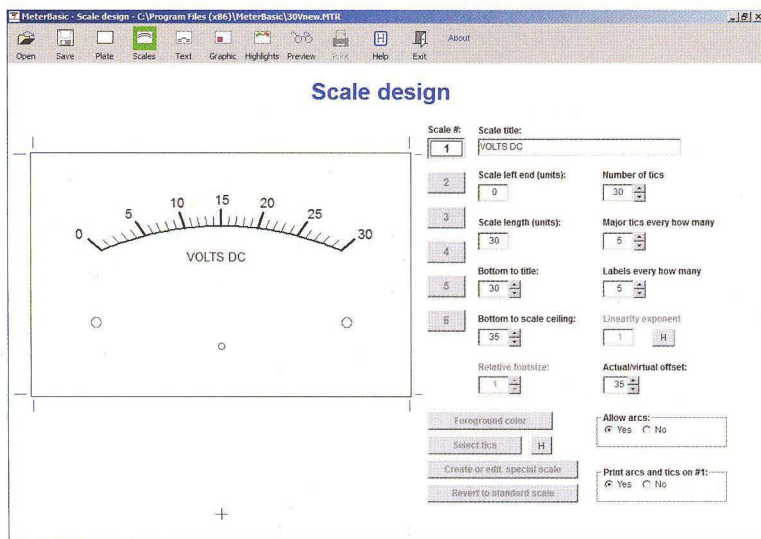 MeterBasic - Scale design - C:\Program Files (x86)\MeterBasic\30Vnew.MTR
Open Save Plate Scales Text Graphic Highlights Preview Print Help Exit About
H
Scale design
Scale #: Scale title:
1 VOLTS DC
2 Scale left end (units): Number of tics
0 30
3 Scale length (units): Major tics every how many
4 30 5
5 Bottom to title: Labels every how many
30 5
6 Bottom to scale ceiling: Linearity exponent
35 1 H
Relative fontsize: Actual/virtual offset:
1 35
Foreground color Allow arcs:
Yes No
Select tics H
Create or edit special scale Print arcs and tics on #1:
Yes No
Revert to standard scale
0 5 10 15 20 25 30
VOLTS DC